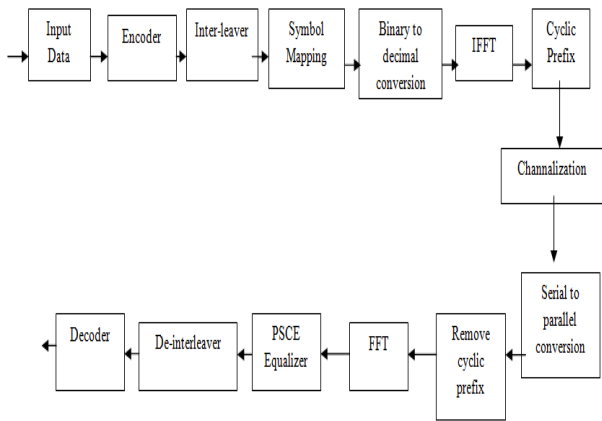 Input
Data
Encoder
Inter-leaver
Symbol
Mapping
Binary to
decimal
conversion
IFFT
Cyclic
Prefix
Channalization
Serial to
parallel
conversion
Remove
cyclic
prefix
FFT
PSCE
Equalizer
De-interleaver
Decoder